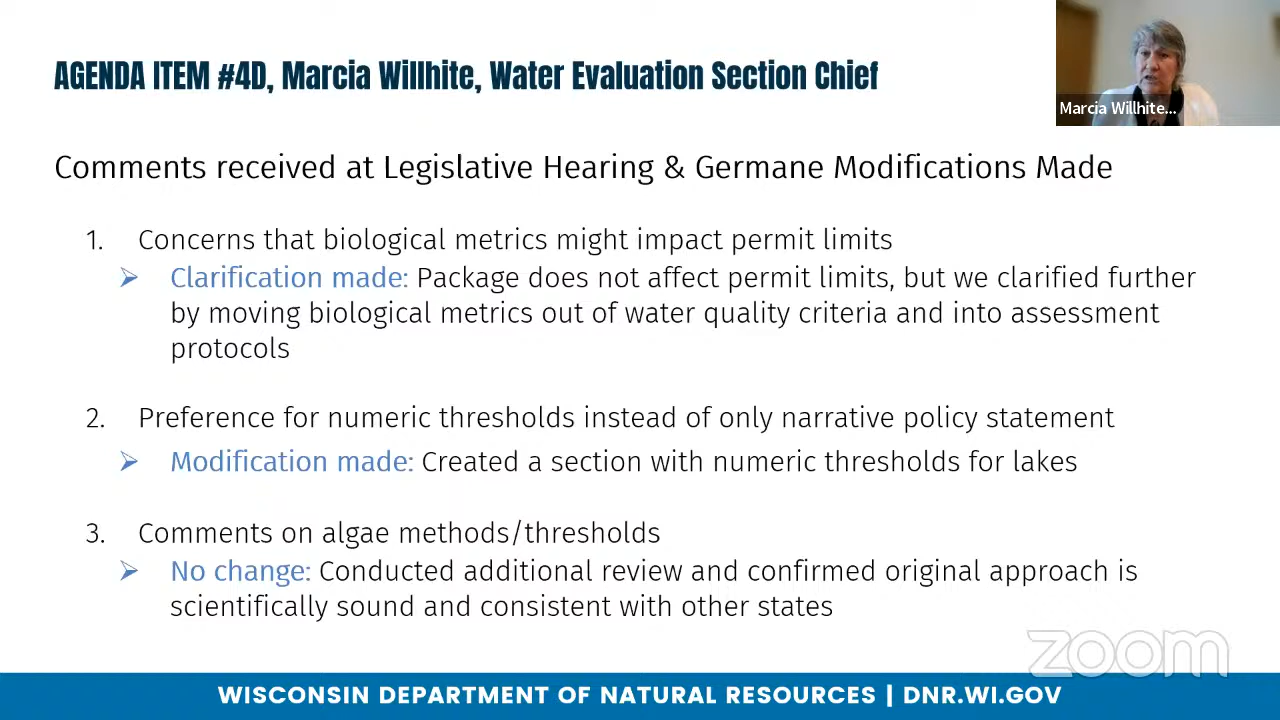 AGENDA ITEM #4D, Marcia Willhite, Water Evaluation Section Chief
Marcia Willhite...
Comments received at Legislative Hearing & Germane Modifications Made
1. Concerns that biological metrics might impact permit limits
Clarification made: Package does not affect permit limits, but we clarified further
by moving biological metrics out of water quality criteria and into assessment
protocols
2. Preference for numeric thresholds instead of only narrative policy statement
Modification made: Created a section with numeric thresholds for lakes
3. Comments on algae methods/thresholds
No change: Conducted additional review and confirmed original approach is
scientifically sound and consistent with other states
zoom
WISCONSIN DEPARTMENT OF NATURAL RESOURCES | DNR.WI.GOV